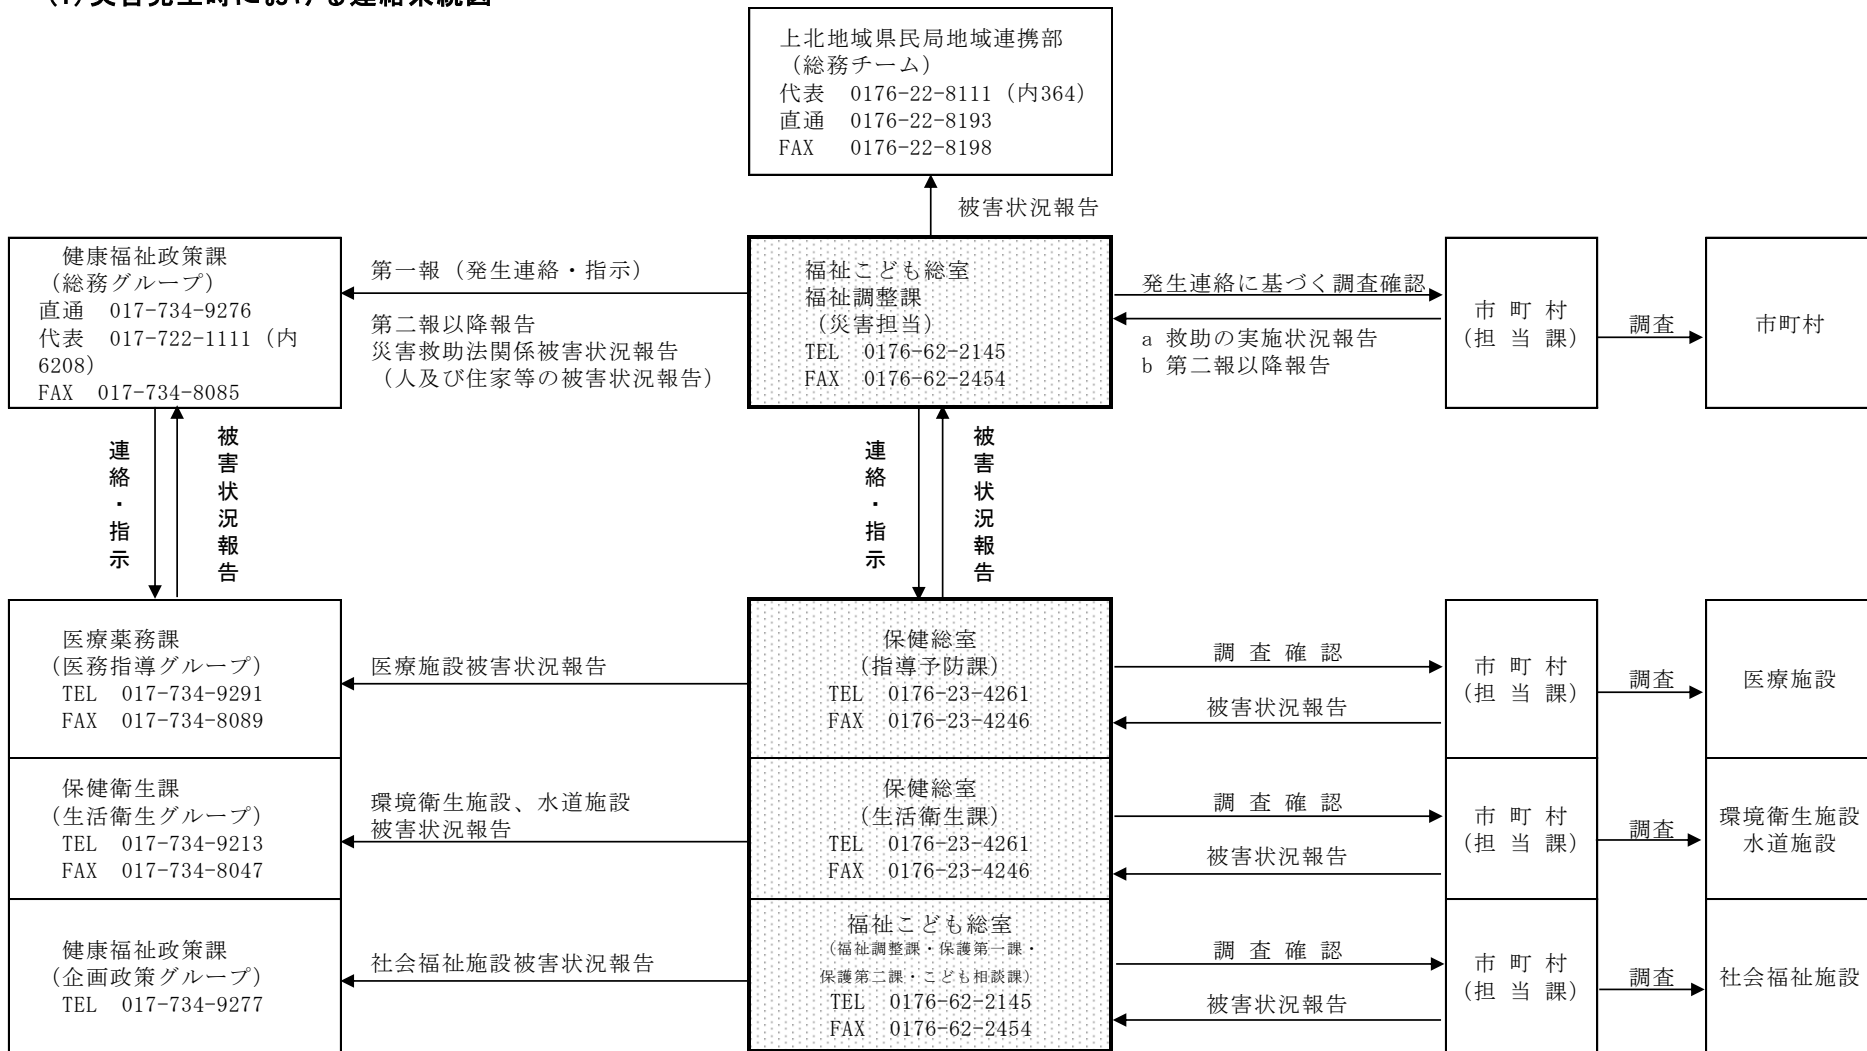 上北地域県民局地域連携部
（総務チーム）
代表　0176-22-8111（内364）
直通　0176-22-8193
FAX　0176-22-8198
被害状況報告
健康福祉政策課
（総務グループ）
直通　017-734-9276
代表　017-722-1111（内
6208)
FAX　017-734-8085
第一報（発生連絡・指示）
第二報以降報告
災害救助法関係被害状況報告
（人及び住家等の被害状況報告）
福祉こども総室
福祉調整課
（災害担当）
TEL　0176-62-2145
FAX　0176-62-2454
発生連絡に基づく調査確認
a 救助の実施状況報告
b 第二報以降報告
市 町 村
(担 当 課)
調査
市町村
連絡・指示
被害状況報告
連絡・指示
被害状況報告
医療薬務課
（医務指導グループ）
TEL　017-734-9291
FAX　017-734-8089
医療施設被害状況報告
保健総室
（指導予防課）
TEL　0176-23-4261
FAX　0176-23-4246
調 査 確 認
被害状況報告
市 町 村
(担 当 課)
調査
医療施設
保健衛生課
（生活衛生グループ）
TEL　017-734-9213
FAX　017-734-8047
環境衛生施設、水道施設
被害状況報告
保健総室
（生活衛生課）
TEL　0176-23-4261
FAX　0176-23-4246
調 査 確 認
被害状況報告
市 町 村
(担 当 課)
調査
環境衛生施設
水道施設
健康福祉政策課
（企画政策グループ）
TEL　017-734-9277
社会福祉施設被害状況報告
福祉こども総室
（福祉調整課・保護第一課・
保護第二課・こども相談課）
TEL　0176-62-2145
FAX　0176-62-2454
調 査 確 認
被害状況報告
市 町 村
(担 当 課)
調査
社会福祉施設